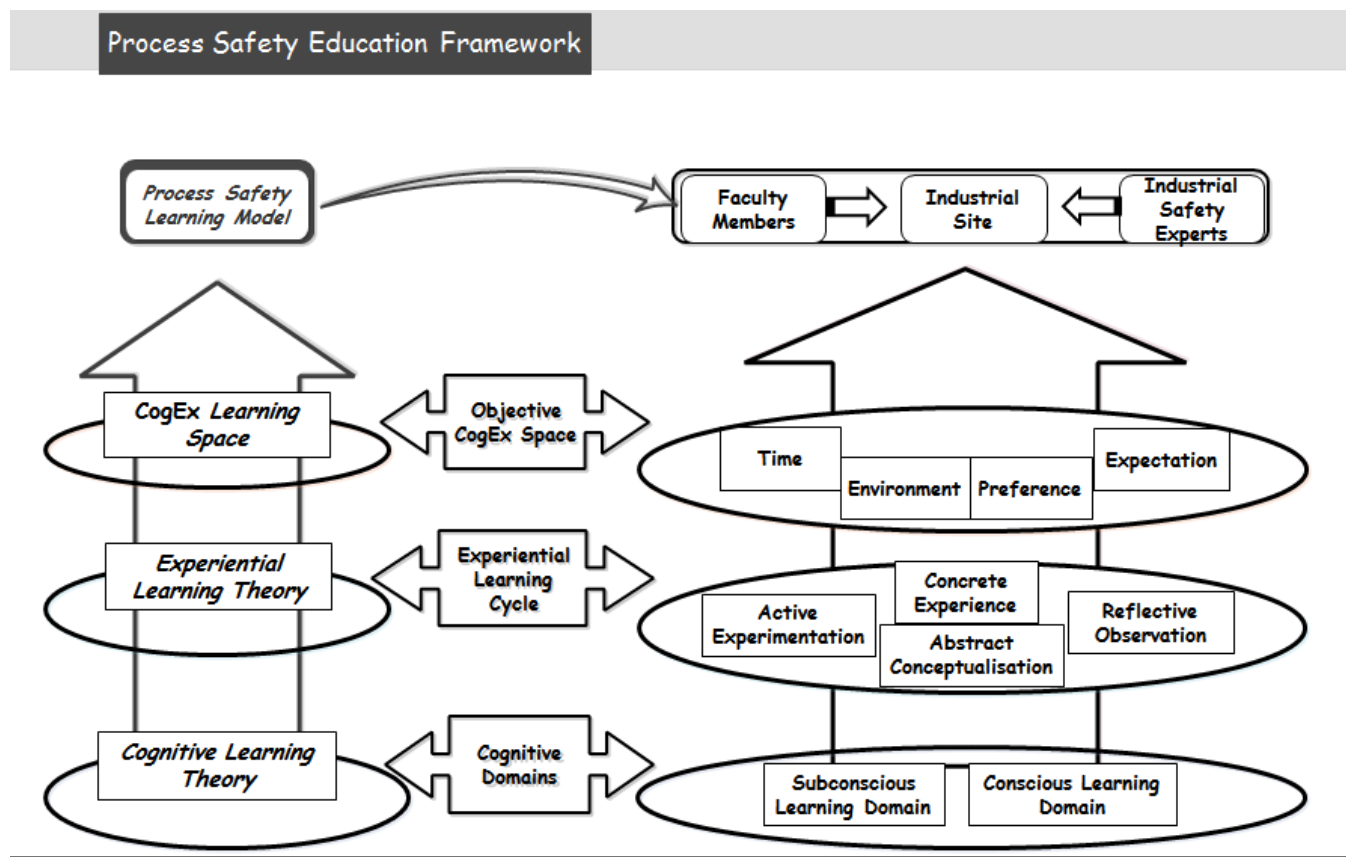 Process Safety Education Framework
Process Safety
Learning Model
Faculty
Members
Industrial
Site
Industrial
Safety
Experts
CogEx Learning
Space
Objective
CogEx Space
Time
Environment
Preference
Expectation
Experiential
Learning Theory
Experiential
Learning
Cycle
Active
Experimentation
Concrete
Experience
Abstract
Conceptualisation
Reflective
Observation
Cognitive Learning
Theory
Cognitive
Domains
Subconscious
Learning Domain
Conscious Learning
Domain